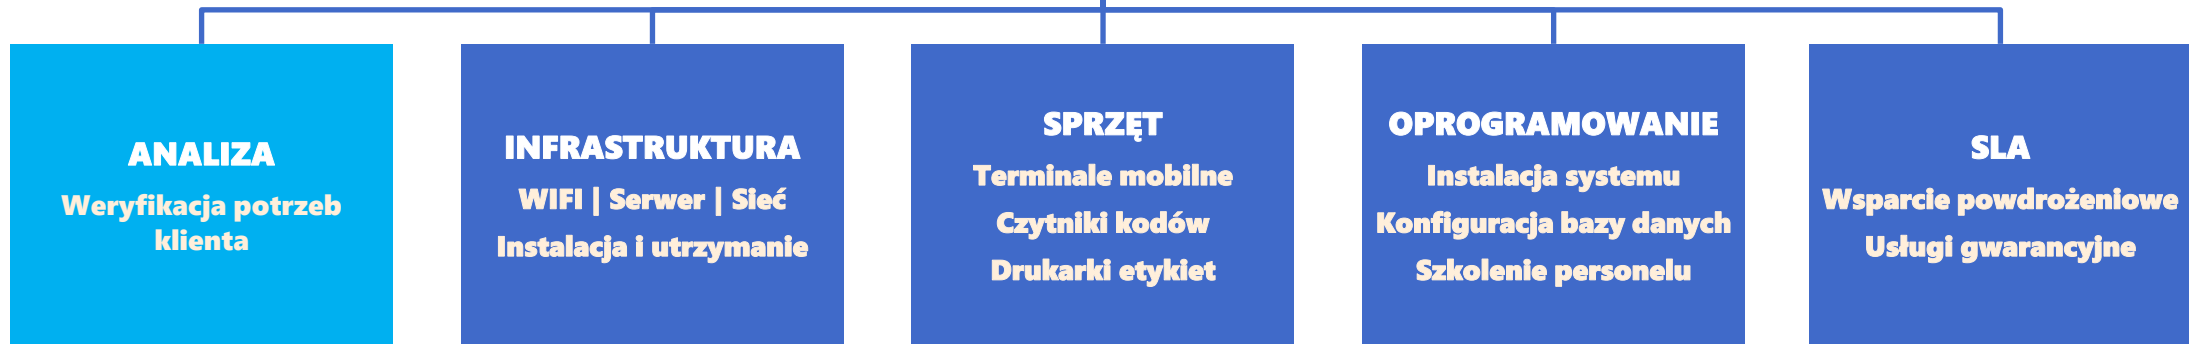 ANALIZA
Weryfikacja potrzeb
klienta
INFRASTRUKTURA
WIFI | Serwer | Sieć
Instalacja i utrzymanie
SPRZĘT
Terminale mobilne
Czytniki kodów
Drukarki etykiet
OPROGRAMOWANIE
Instalacja systemu
Konfiguracja bazy danych
Szkolenie personelu
SLA
Wsparcie powdrożeniowe
Usługi gwarancyjne